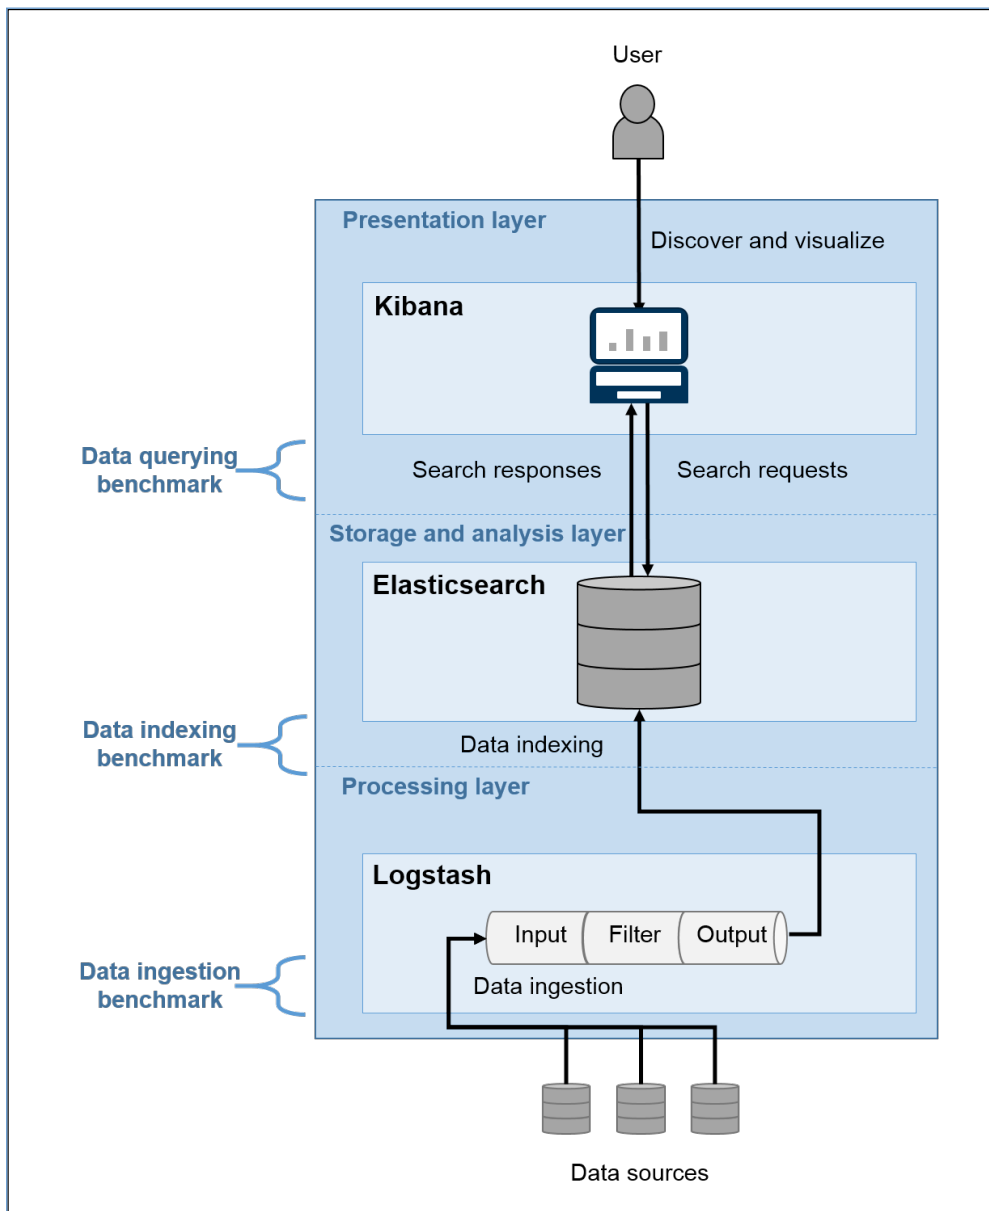 User
Presentation layer
Discover and visualize
Kibana
Data querying
benchmark
Search responses
Search requests
Storage and analysis layer
Elasticsearch
Data indexing
benchmark
Data indexing
Processing layer
Logstash
Input
Filter
Output
Data ingestion
benchmark
Data ingestion
Data sources